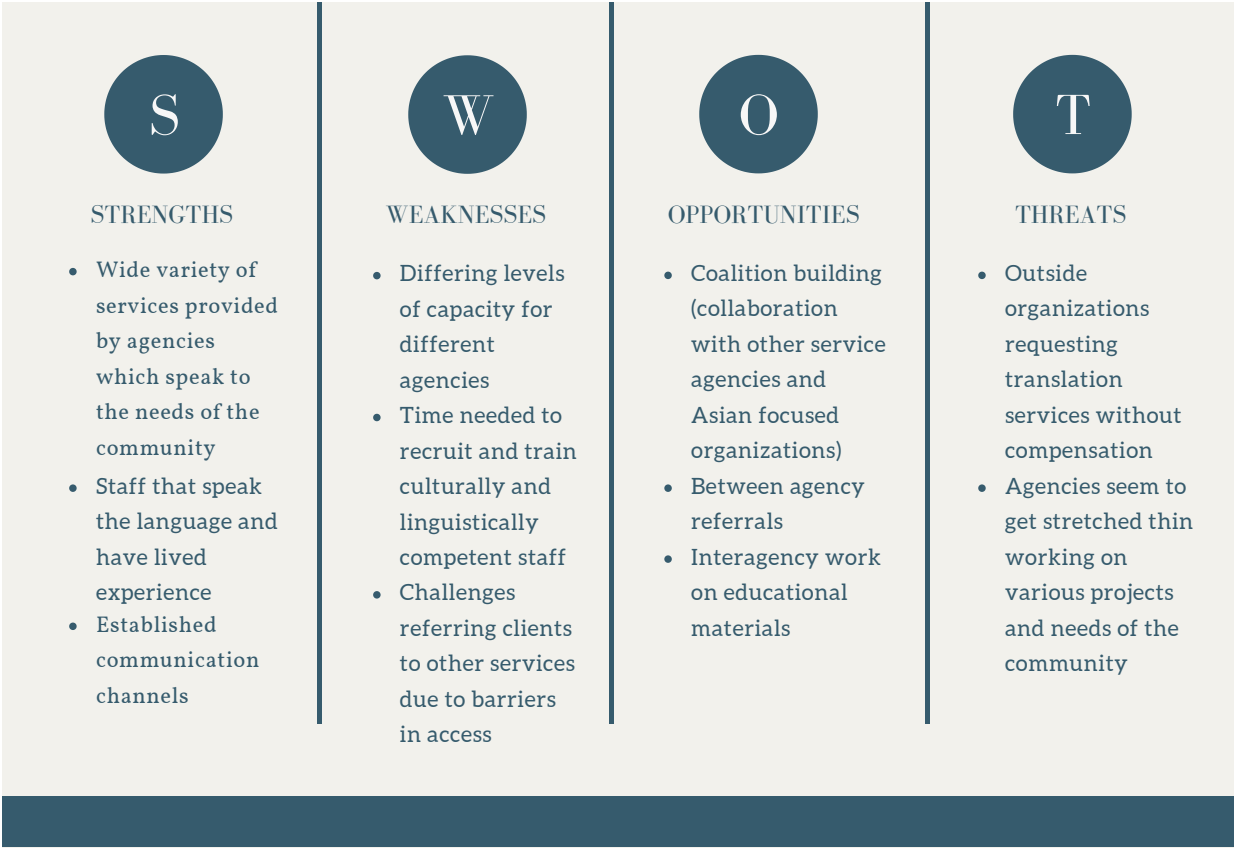 S
STRENGTHS
• Wide variety of
services provided
by agencies
which speak to
the needs of the
community
• Staff that speak
the language and
have lived
experience
• Established
communication
channels
W
WEAKNESSES
• Differing levels
of capacity for
different
agencies
• Time needed to
recruit and train
culturally and
linguistically
competent staff
• Challenges
referring clients
to other services
due to barriers
in access
O
OPPORTUNITIES
• Coalition building
(collaboration
with other service
agencies and
Asian focused
organizations)
• Between agency
referrals
• Interagency work
on educational
materials
T
THREATS
• Outside
organizations
requesting
translation
services without
compensation
• Agencies seem to
get stretched thin
working on
various projects
and needs of the
community